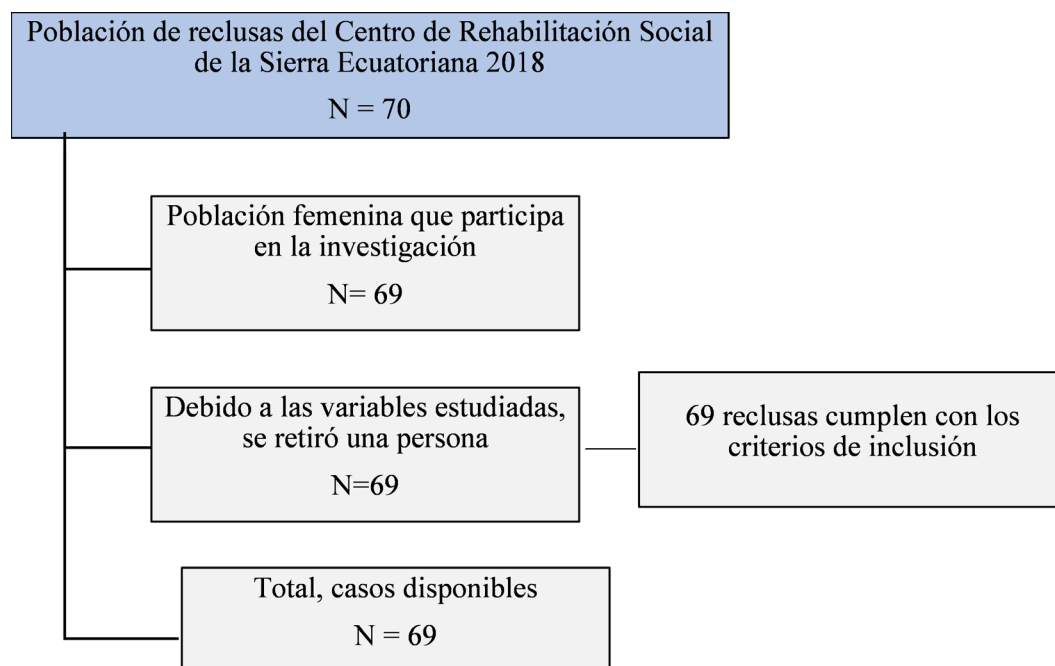 Población de reclusas del Centro de Rehabilitación Social
de la Sierra Ecuatoriana 2018
N = 70
Población femenina que participa
en la investigación
N= 69
Debido a las variables estudiadas,
se retiró una persona
N=69
69 reclusas cumplen con los
criterios de inclusión
Total, casos disponibles
N = 69